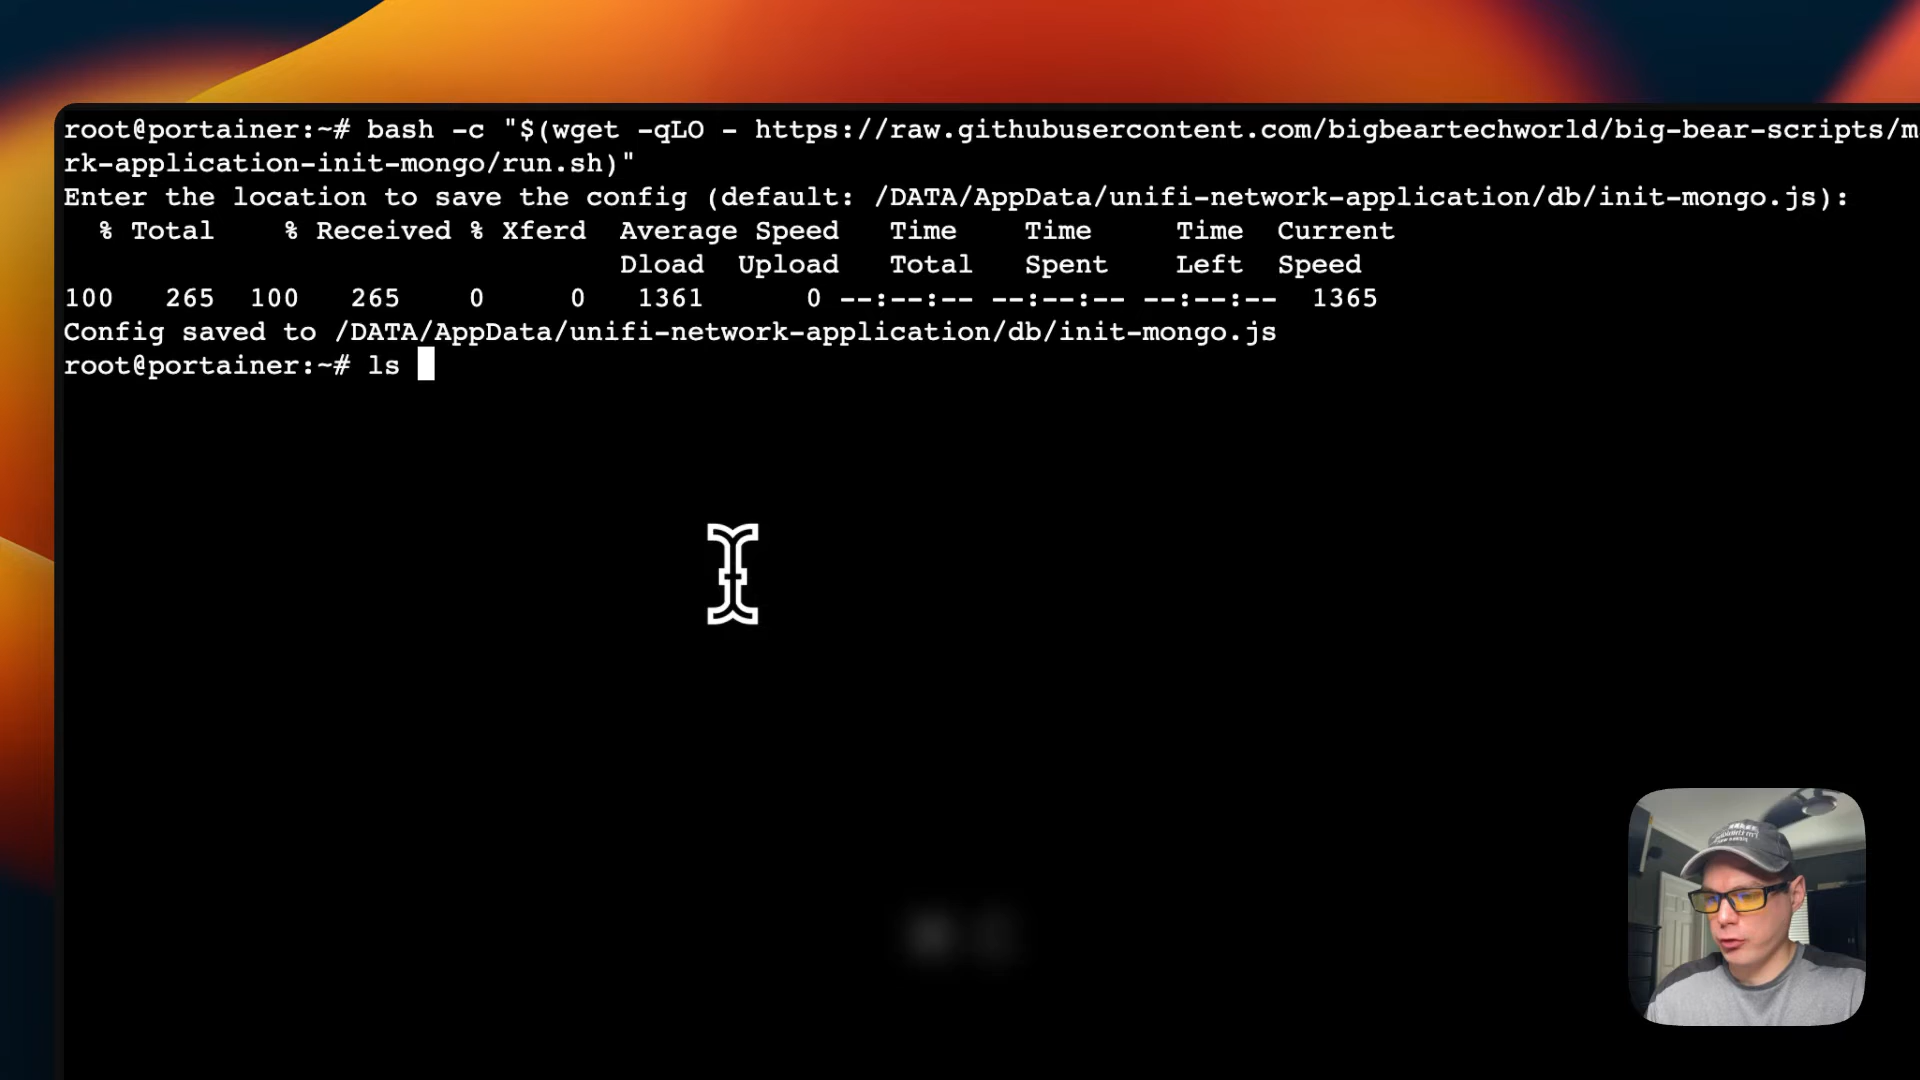 root@portainer:~# bash -c "$(wget -qLO - https://raw.githubusercontent.com/bigbeartechworld/big-bear-scripts/m
rk-application-init-mongo/run.sh)"
Enter the location to save the config (default: /DATA/AppData/unifi-network-application/db/init-mongo.js):
% Total % Received % Xferd Average Speed Time Time Time Current
Dload Upload Total Spent Left Speed
100 265 100 265 0 0 1361 0 --:--:-- --:--:-- --:--:-- 1365
Config saved to /DATA/AppData/unifi-network-application/db/init-mongo.js
root@portainer:~# ls